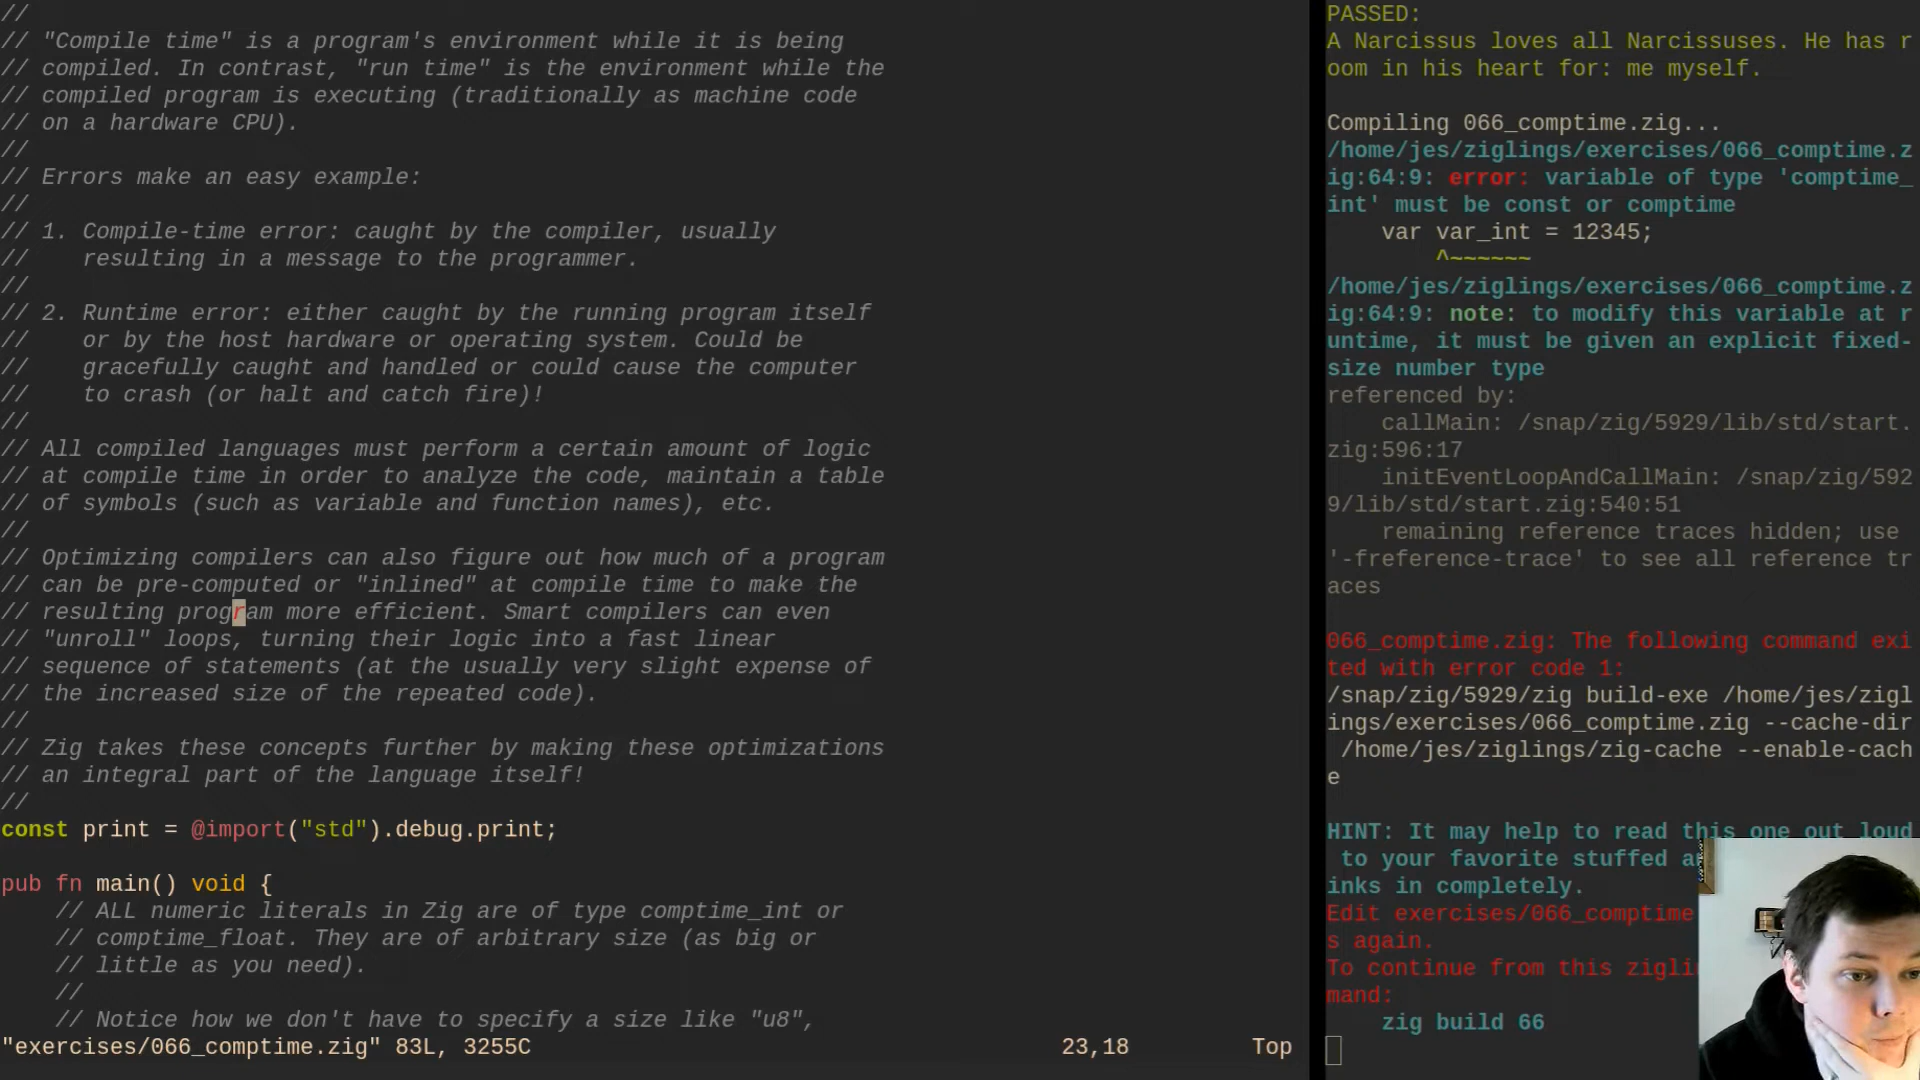 //
// "Compile time" is a program's environment while it is being
// compiled. In contrast, "run time" is the environment while the
// compiled program is executing (traditionally as machine code
// on a hardware CPU).
//
// Errors make an easy example:
//
// 1. Compile-time error: caught by the compiler, usually
//    resulting in a message to the programmer.
//
// 2. Runtime error: either caught by the running program itself
//    or by the host hardware or operating system. Could be
//    gracefully caught and handled or could cause the computer
//    to crash (or halt and catch fire)!
//
// All compiled languages must perform a certain amount of logic
// at compile time in order to analyze the code, maintain a table
// of symbols (such as variable and function names), etc.
//
// Optimizing compilers can also figure out how much of a program
// can be pre-computed or "inlined" at compile time to make the
// resulting program more efficient. Smart compilers can even
// "unroll" loops, turning their logic into a fast linear
// sequence of statements (at the usually very slight expense of
// the increased size of the repeated code).
//
// Zig takes these concepts further by making these optimizations
// an integral part of the language itself!
//
const print = @import("std").debug.print;

pub fn main() void {
    // ALL numeric literals in Zig are of type comptime_int or
    // comptime_float. They are of arbitrary size (as big or
    // little as you need).
    //
    // Notice how we don't have to specify a size like "u8",
"exercises/066_comptime.zig" 83L, 3255C 23,18 Top
PASSED:
A Narcissus loves all Narcissuses. He has r
oom in his heart for: me myself.

Compiling 066_comptime.zig...
/home/jes/ziglings/exercises/066_comptime.z
ig:64:9: error: variable of type 'comptime_
int' must be const or comptime
    var var_int = 12345;
        ^~~~~~~
/home/jes/ziglings/exercises/066_comptime.z
ig:64:9: note: to modify this variable at r
untime, it must be given an explicit fixed-
size number type
referenced by:
    callMain: /snap/zig/5929/lib/std/start.
zig:596:17
    initEventLoopAndCallMain: /snap/zig/592
9/lib/std/start.zig:540:51
    remaining reference traces hidden; use
'-freference-trace' to see all reference tr
aces

066_comptime.zig: The following command exi
ted with error code 1:
/snap/zig/5929/zig build-exe /home/jes/zigl
ings/exercises/066_comptime.zig --cache-dir
 /home/jes/ziglings/zig-cache --enable-cach
e

HINT: It may help to read this one out loud
 to your favorite stuffed
inks in completely.
Edit exercises/066_comptime
s again.
To continue from this
mand:
    zig build 66